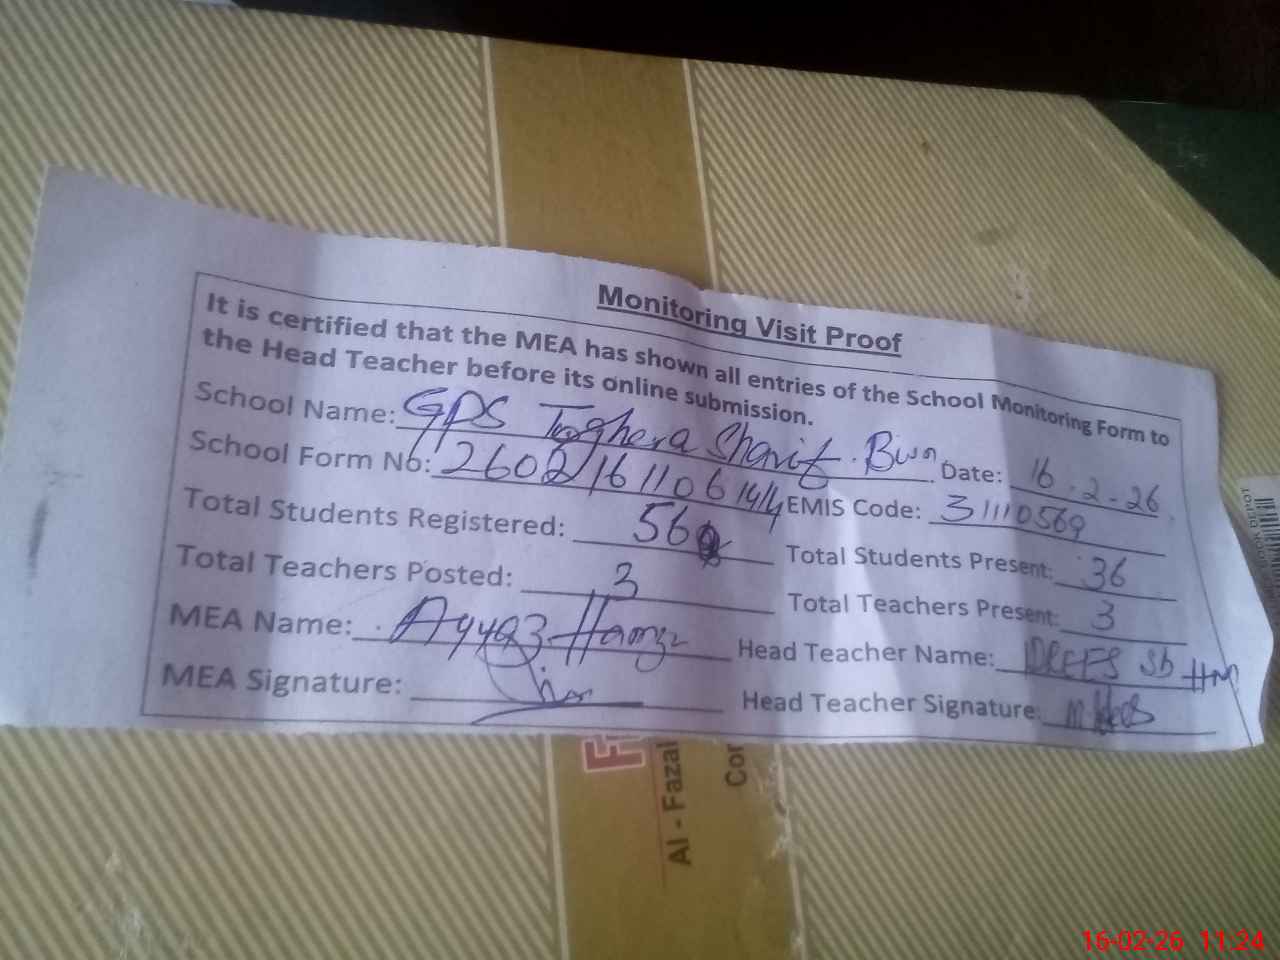 Monitoring Visit Proof
It is certified that the MEA has shown all entries of the School Monitoring Form to
the Head Teacher before its online submission.
School Name: GPS Toghera Sharif. Bwn Date: 16.2-26
School Form No: 26021611061414 EMIS Code: 31110569
Total Students Registered: 56 Total Students Present: 36
Total Teachers Posted: 3 Total Teachers Present: 3
MEA Name: Ayyaz Hamza Head Teacher Name: IDREES Sb HM
MEA Signature: Head Teacher Signature:
Al - Fazal
Cor
16-02-26 11:24